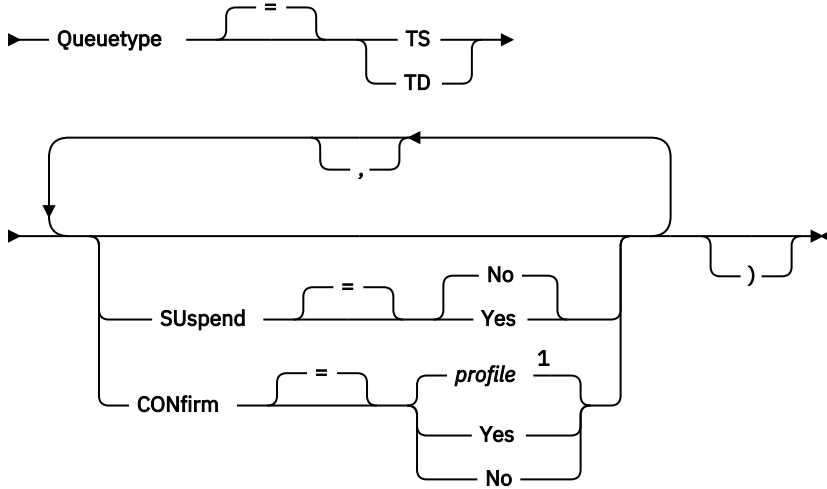 =
Queuetype TS
TD
,
No
=
SUspend Yes
)
profile 1
=
CONfirm
Yes
No